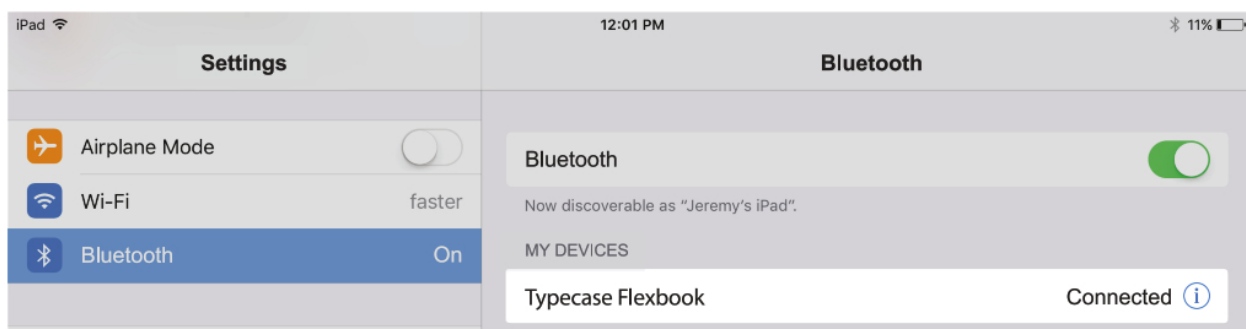 iPad 12:01 PM 11%
Settings Bluetooth
Airplane Mode
Bluetooth
Wi-Fi faster
Now discoverable as “Jeremy’s iPad”.
Bluetooth On
MY DEVICES
Typecase Flexbook Connected